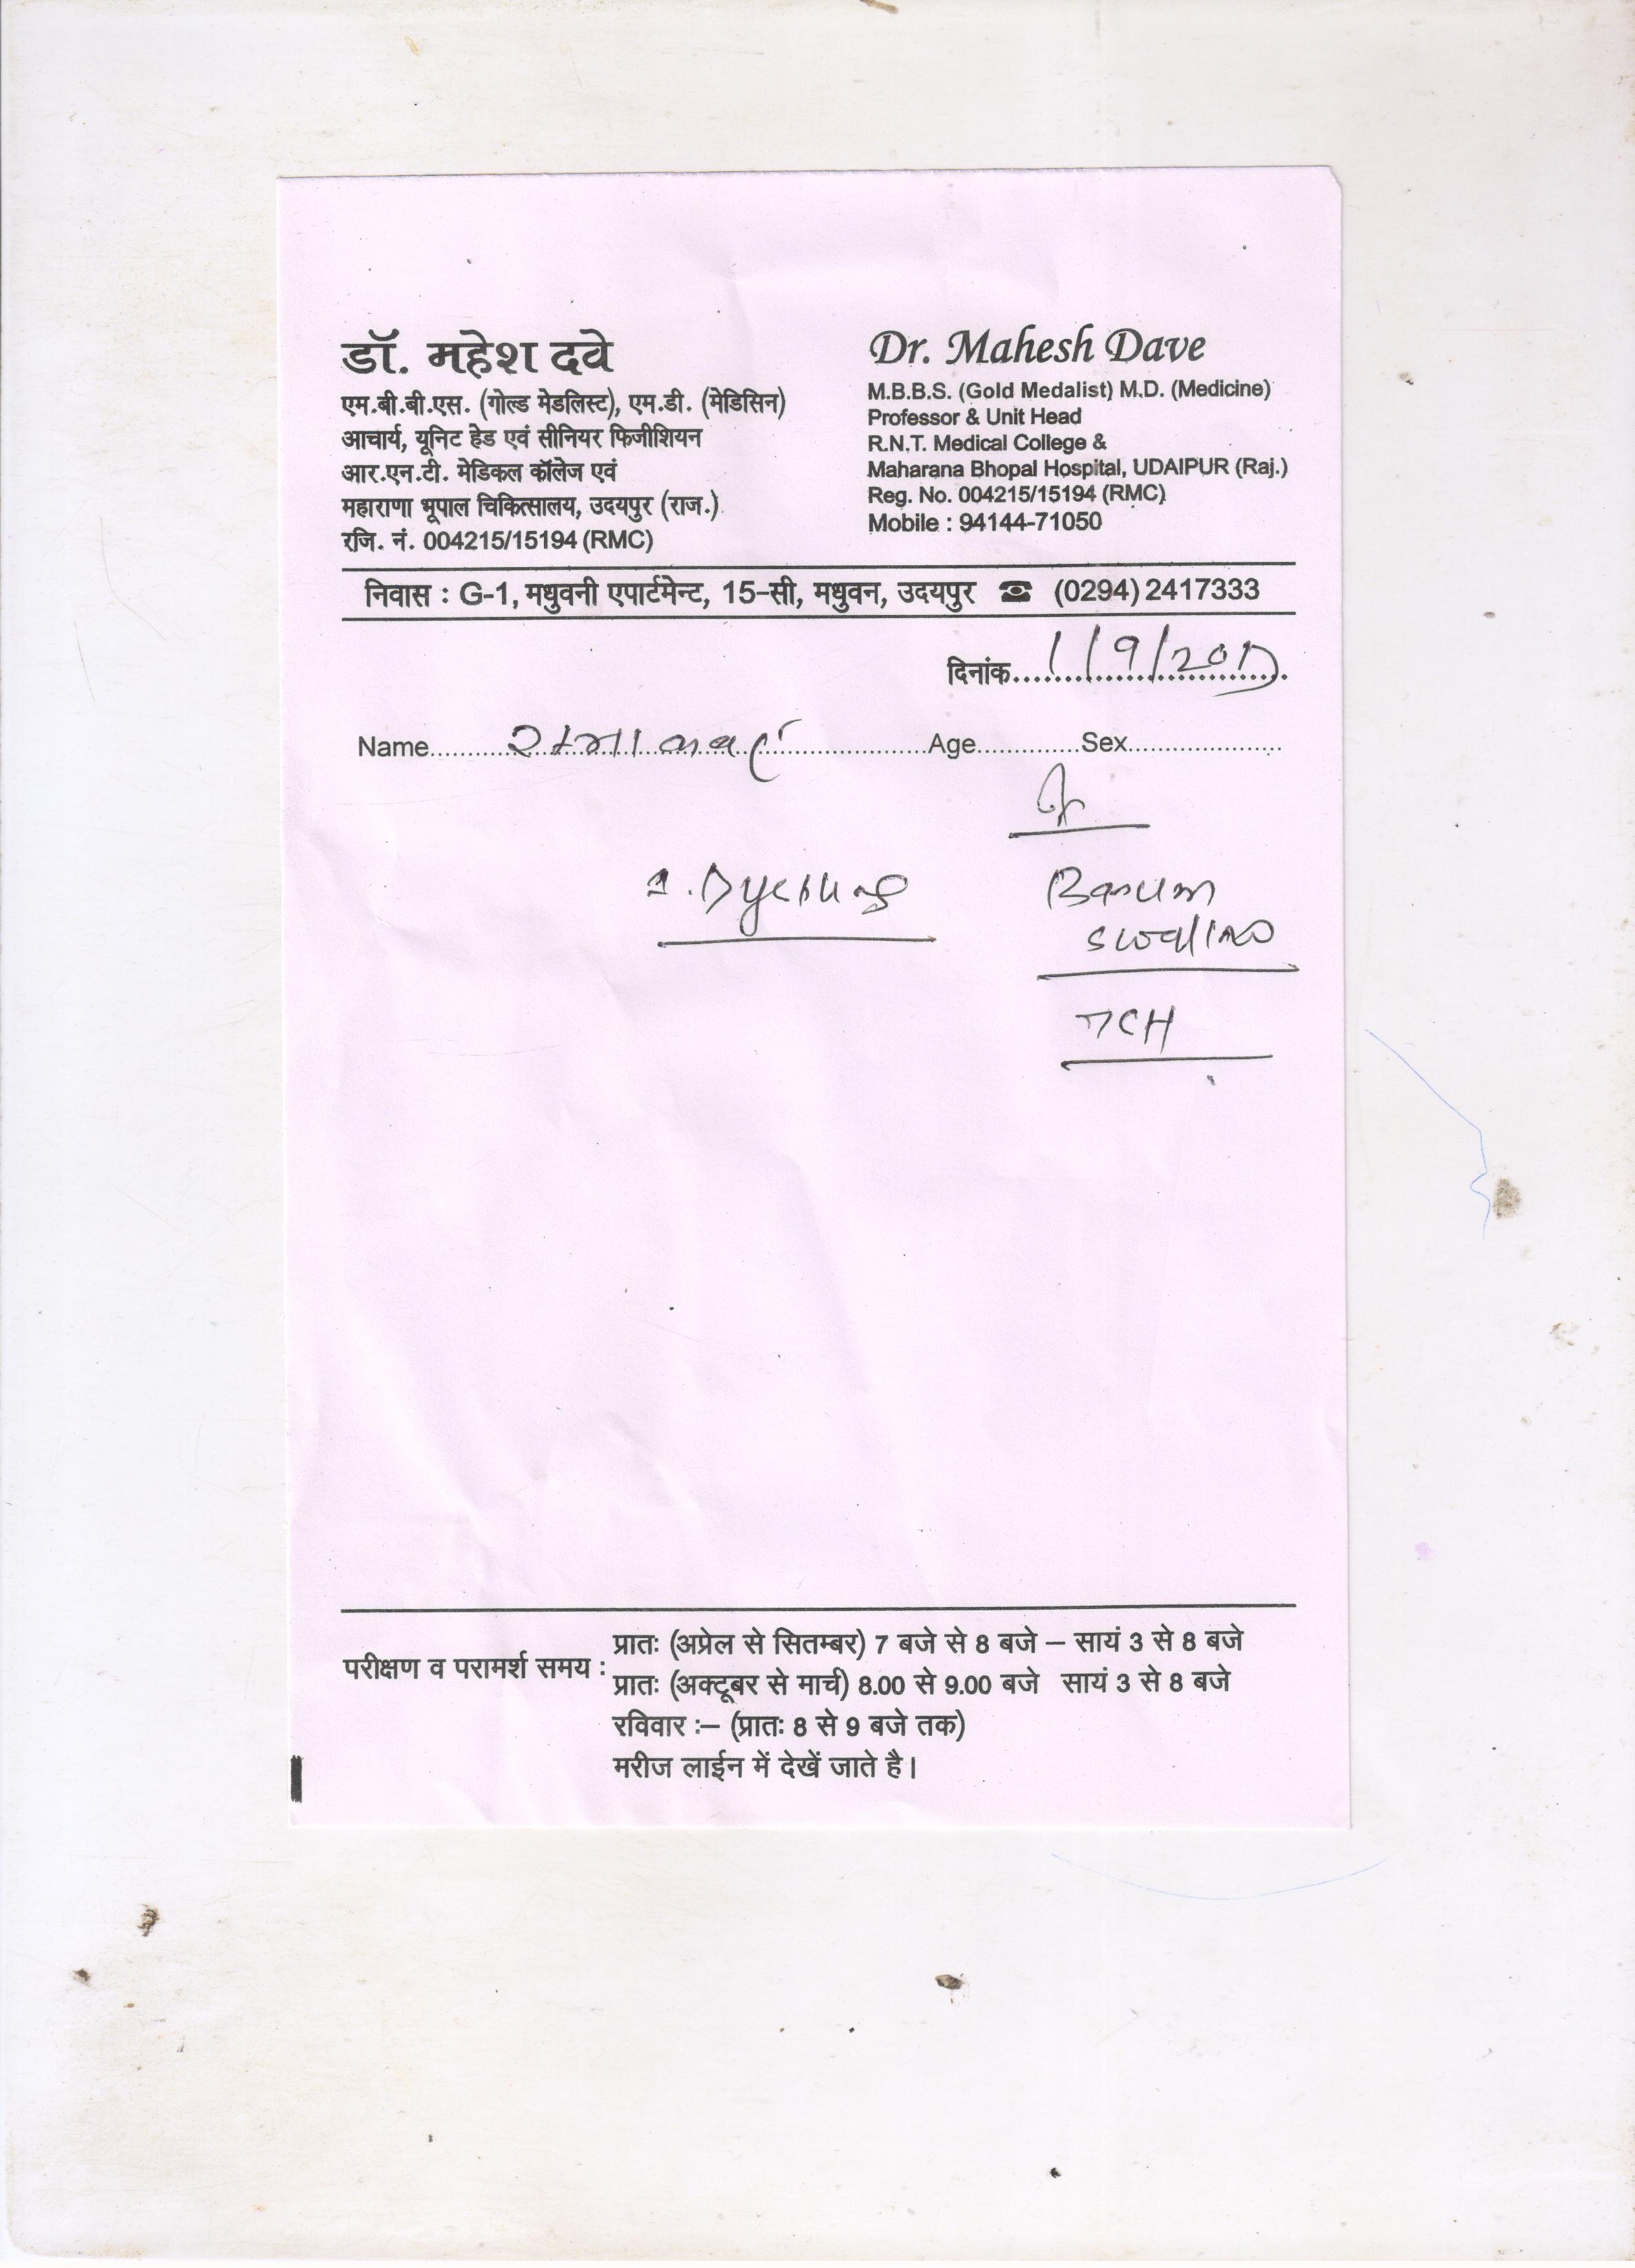 डॉ. महेश दवे
एम.बी.बी.एस. (गोल्ड मेडलिस्ट), एम.डी. (मेडिसिन)
आचार्य, यूनिट हेड एवं सीनियर फिजीशियन
आर.एन.टी. मेडिकल कॉलेज एवं
महाराणा भूपाल चिकित्सालय, उदयपुर (राज.)
रजि. नं. 004215/15194 (RMC)
Dr. Mahesh Dave
M.B.B.S. (Gold Medalist) M.D. (Medicine)
Professor & Unit Head
R.N.T. Medical College &
Maharana Bhopal Hospital, UDAIPUR (Raj.)
Reg. No. 004215/15194 (RMC)
Mobile : 94144-71050
निवास : G-1, मधुवनी एपार्टमेन्ट, 15-सी, मधुवन, उदयपुर ☎ (0294) 2417333
दिनांक 1/9/201
Name Age Sex
Barium
swallow
परीक्षण व परामर्श समय :
प्रातः (अप्रेल से सितम्बर) 7 बजे से 8 बजे – सायं 3 से 8 बजे
प्रातः (अक्टूबर से मार्च) 8.00 से 9.00 बजे सायं 3 से 8 बजे
रविवार :– (प्रातः 8 से 9 बजे तक)
मरीज लाईन में देखें जाते है।